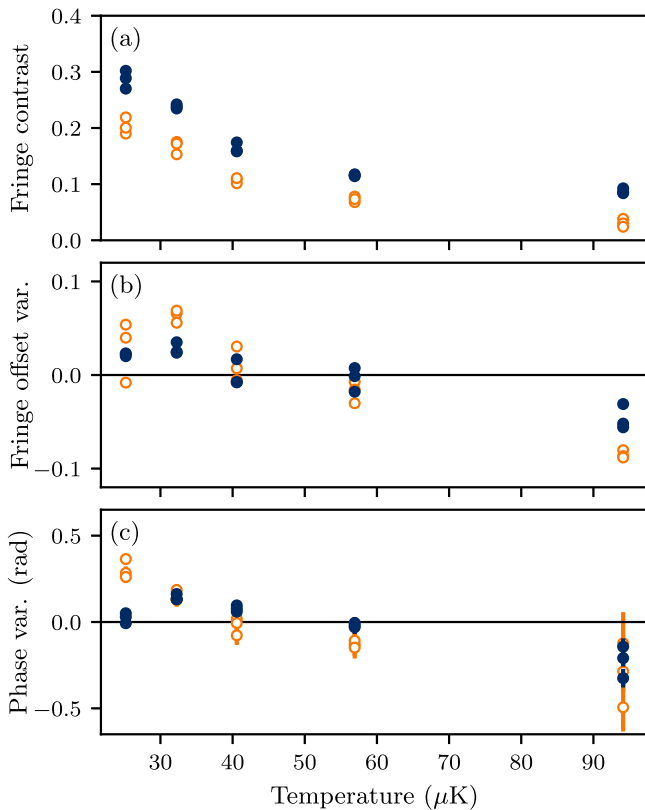 (a)
Fringe contrast
0.4
0.3
0.2
0.1
0.0
(b)
Fringe offset var.
0.1
0.0
−0.1
(c)
Phase var. (rad)
0.5
0.0
−0.5
30 40 50 60 70 80 90
Temperature (μK)